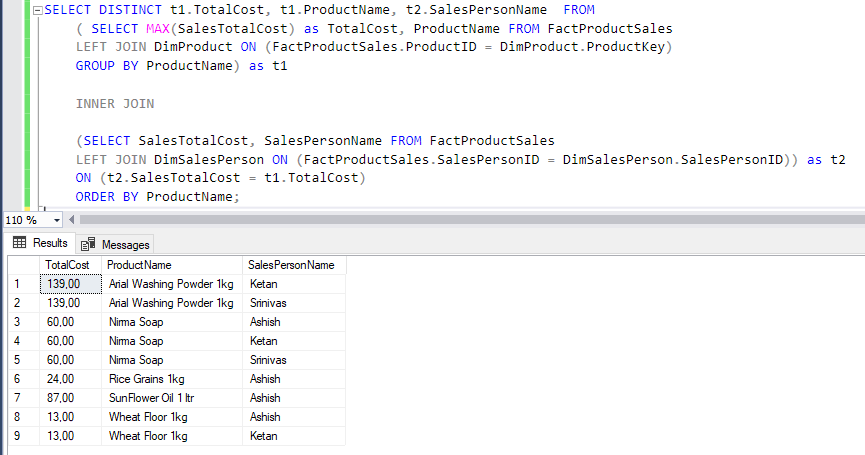 SELECT DISTINCT t1.TotalCost, t1.ProductName, t2.SalesPersonName FROM
( SELECT MAX(SalesTotalCost) as TotalCost, ProductName FROM FactProductSales
LEFT JOIN DimProduct ON (FactProductSales.ProductID = DimProduct.ProductKey)
GROUP BY ProductName) as t1
INNER JOIN
(SELECT SalesTotalCost, SalesPersonName FROM FactProductSales
LEFT JOIN DimSalesPerson ON (FactProductSales.SalesPersonID = DimSalesPerson.SalesPersonID)) as t2
ON (t2.SalesTotalCost = t1.TotalCost)
ORDER BY ProductName;
110 %
Results Messages
TotalCost ProductName SalesPersonName
1 139,00 Arial Washing Powder 1kg Ketan
2 139,00 Arial Washing Powder 1kg Srinivas
3 60,00 Nirma Soap Ashish
4 60,00 Nirma Soap Ketan
5 60,00 Nirma Soap Srinivas
6 24,00 Rice Grains 1kg Ashish
7 87,00 SunFlower Oil 1 ltr Ashish
8 13,00 Wheat Floor 1kg Ashish
9 13,00 Wheat Floor 1kg Ketan